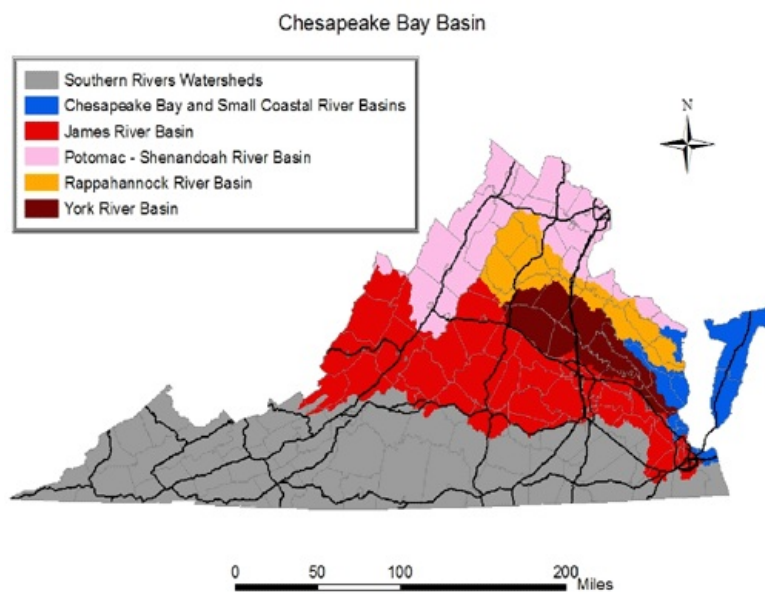 Chesapeake Bay Basin
Southern Rivers Watersheds
Chesapeake Bay and Small Coastal River Basins
James River Basin
Potomac - Shenandoah River Basin
Rappahannock River Basin
York River Basin
N
0 50 100 200
Miles